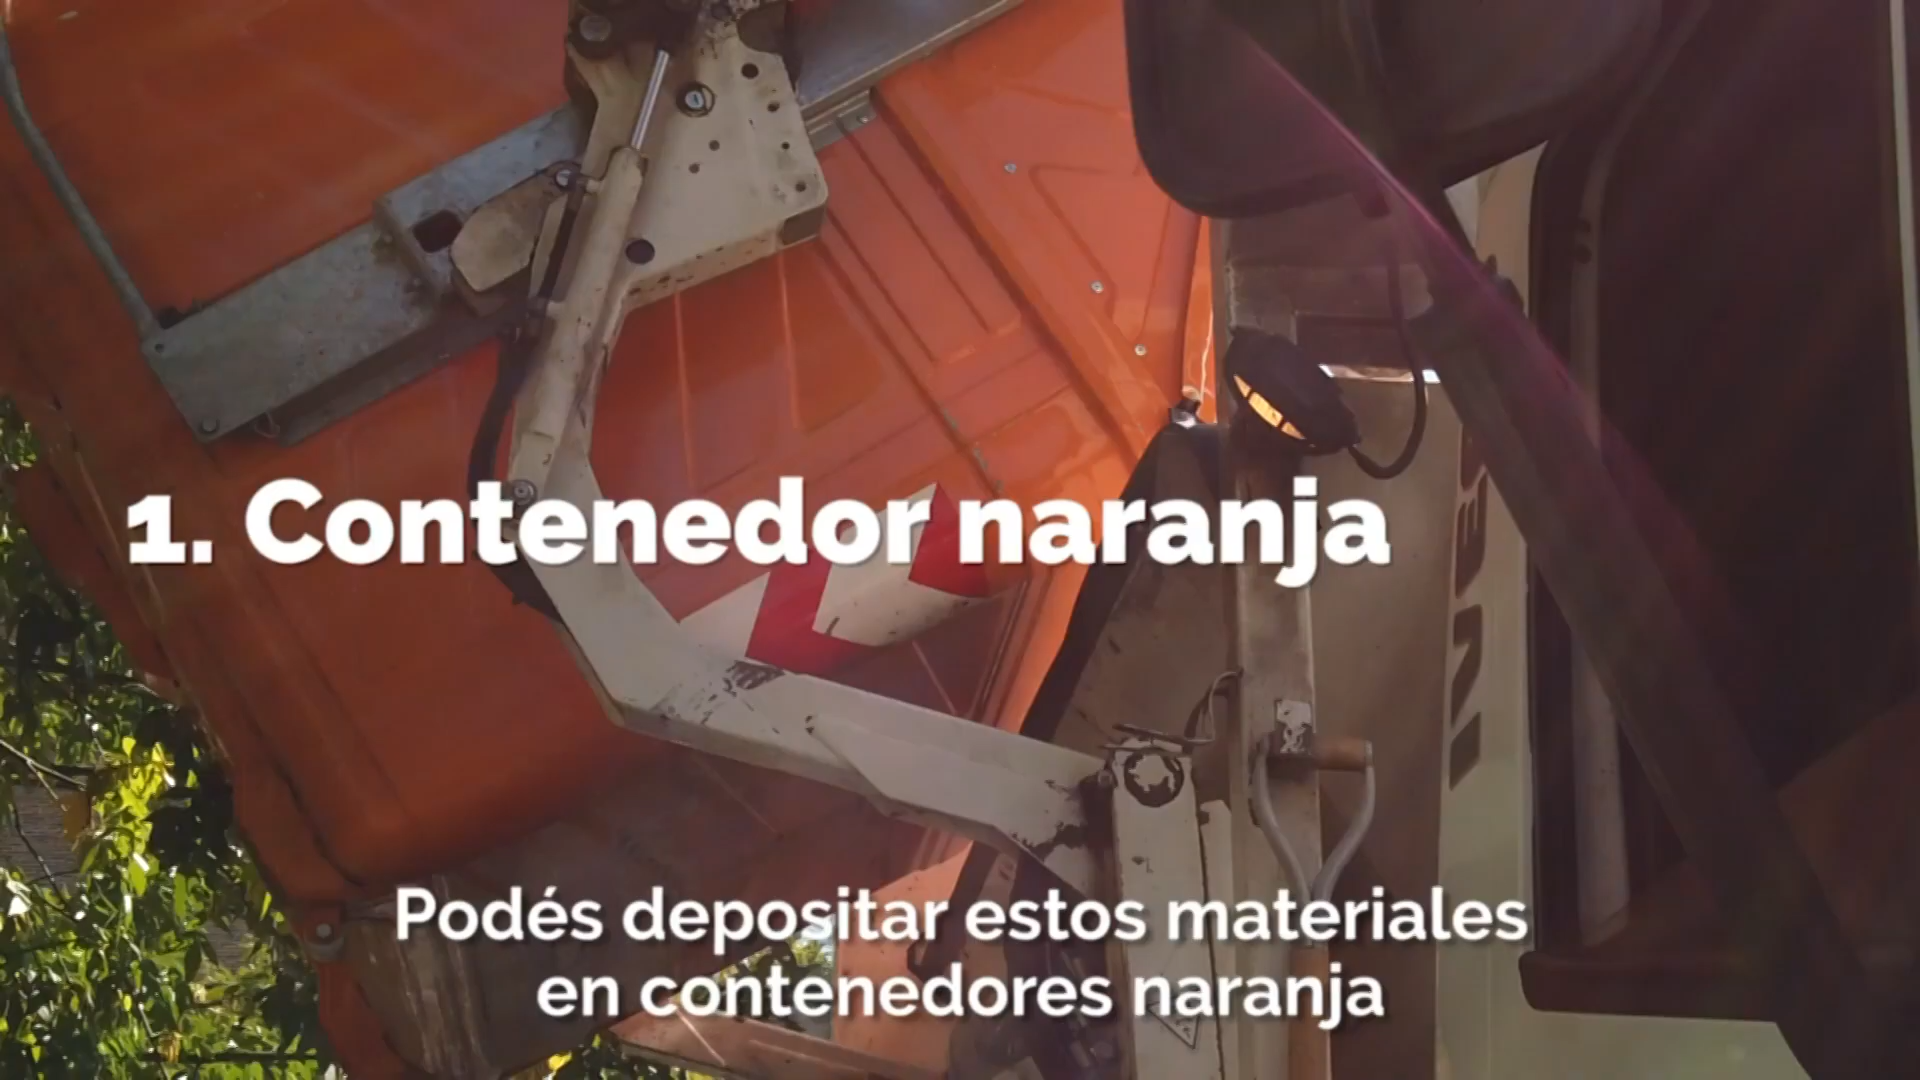 1. Contenedor naranja
Podés depositar estos materiales
en contenedores naranja